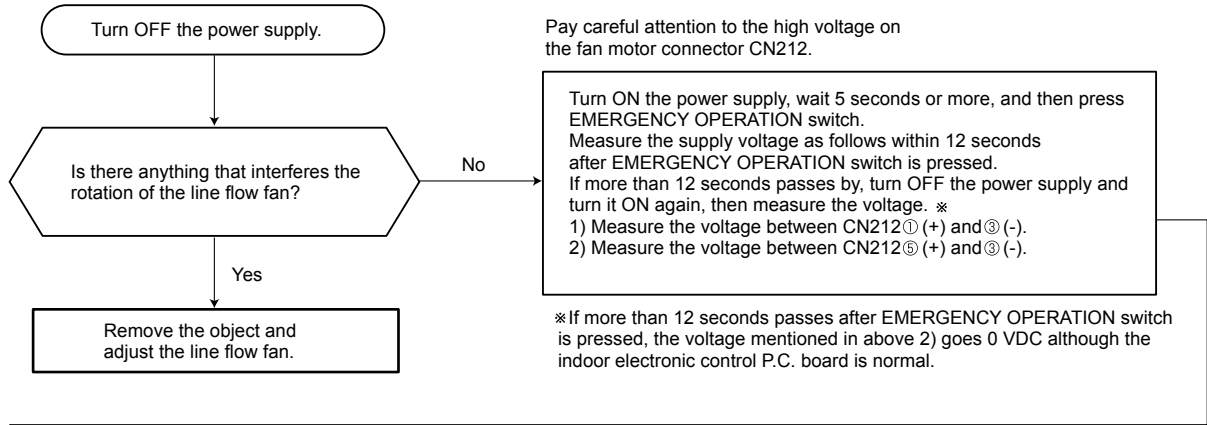 Turn OFF the power supply.
Pay careful attention to the high voltage on
the fan motor connector CN212.
Is there anything that interferes the
rotation of the line flow fan?
No
Turn ON the power supply, wait 5 seconds or more, and then press
EMERGENCY OPERATION switch.
Measure the supply voltage as follows within 12 seconds
after EMERGENCY OPERATION switch is pressed.
If more than 12 seconds passes by, turn OFF the power supply and
turn it ON again, then measure the voltage. ※
1) Measure the voltage between CN212① (+) and③ (-).
2) Measure the voltage between CN212⑤ (+) and③ (-).
Yes
Remove the object and
adjust the line flow fan.
※If more than 12 seconds passes after EMERGENCY OPERATION switch
is pressed, the voltage mentioned in above 2) goes 0 VDC although the
indoor electronic control P.C. board is normal.